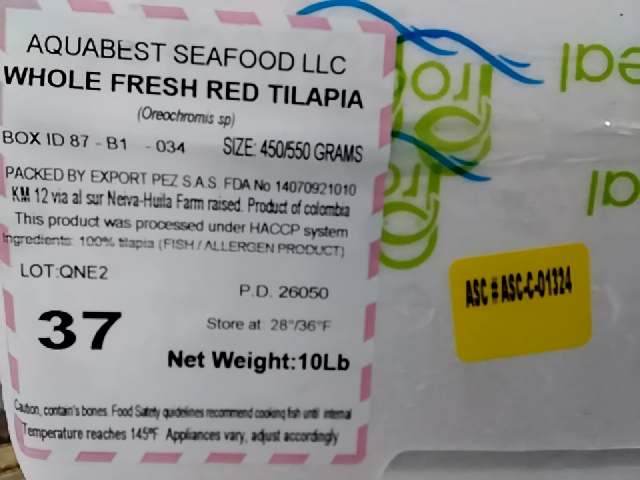 AQUABEST SEAFOOD LLC
WHOLE FRESH RED TILAPIA
(Oreochromis sp)
BOX ID 87 - B1 - 034 SIZE: 450/550 GRAMS
PACKED BY EXPORT PEZ S.A.S. FDA No 14070921010
KM 12 via al sur Neiva-Huila Farm raised. Product of colombia
This product was processed under HACCP system
Ingredients: 100% tilapia (FISH / ALLERGEN PRODUCT)
LOT:QNE2
P.D. 26050
37
Store at: 28°/36°F
Net Weight:10Lb
Caution, contain's bones. Food Safety guidelines recommend cooking fish until internal
Temperature reaches 145ºF Appliances vary, adjust accordingly
ASC # ASC-C-01324